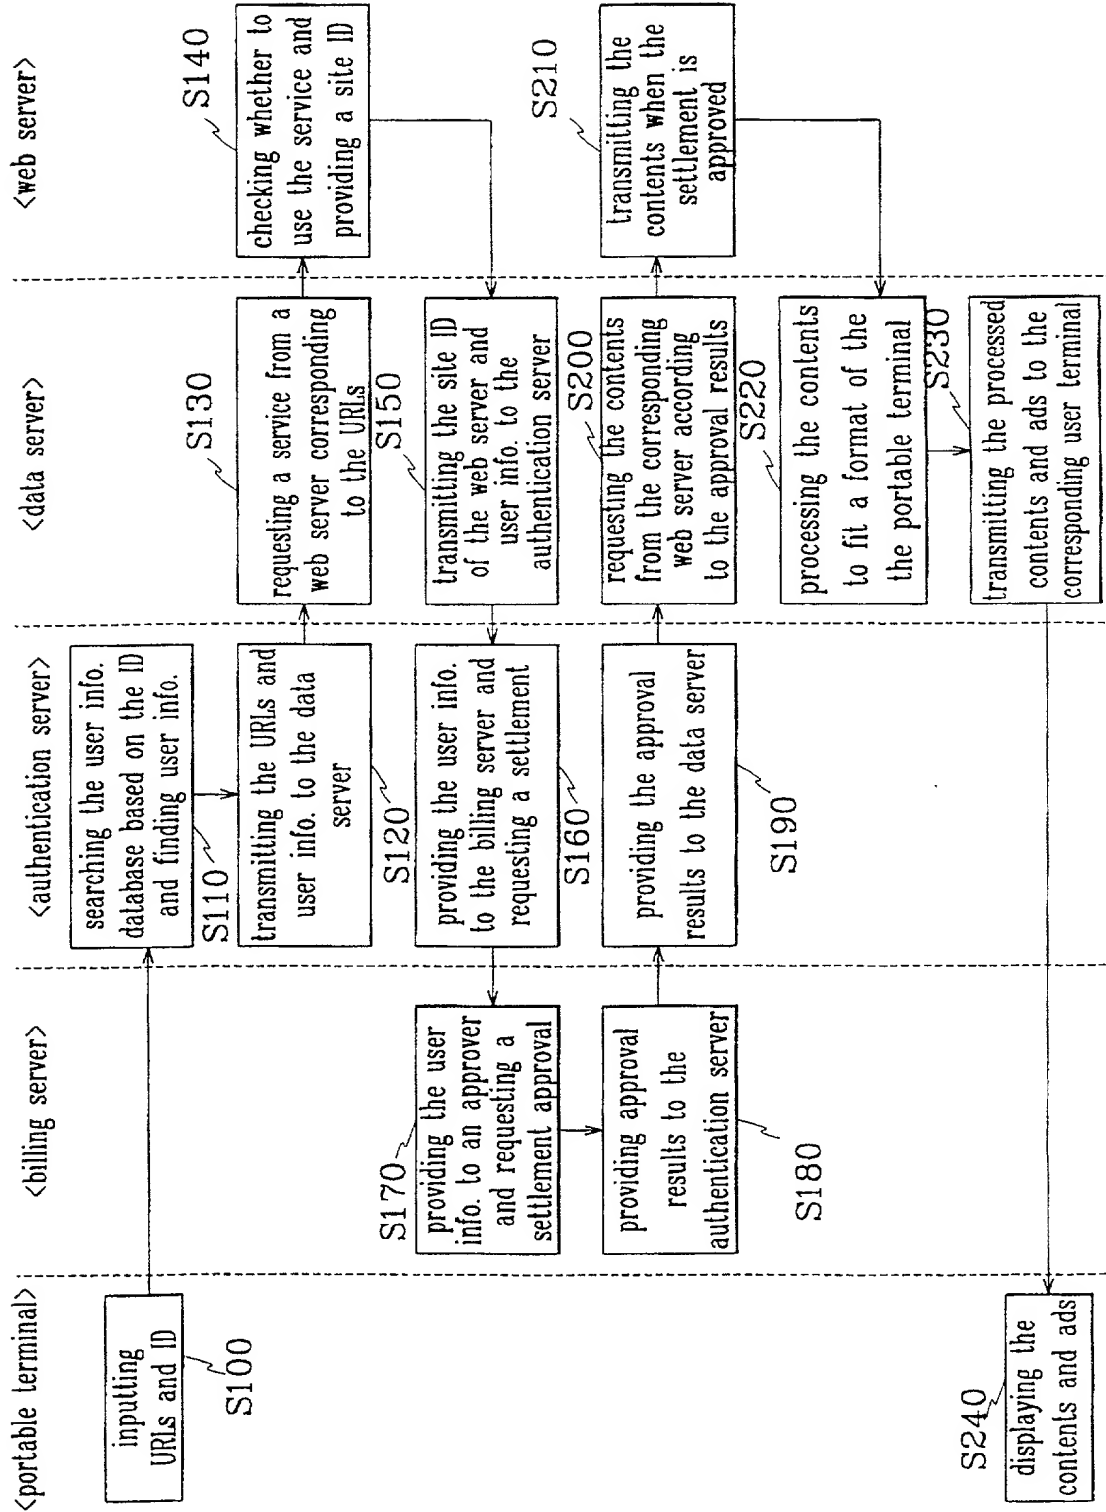 <portable terminal>
<billing server>
<authentication server>
<data server>
<web server>
inputting
URLs and ID
S100
searching the user info.
database based on the ID
and finding user info.
S110
transmitting the URLs and
user info. to the data
server
S120
requesting a service from a
web server corresponding
to the URLs
S130
checking whether to
use the service and
providing a site ID
S140
transmitting the site ID
of the web server and
user info. to the
authentication server
S150
providing the user info.
to the billing server and
requesting a settlement
S160
providing the user
info. to an approver
and requesting a
settlement approval
S170
providing approval
results to the
authentication server
S180
providing the approval
results to the data server
S190
requesting the contents
from the corresponding
web server according
to the approval results
S200
transmitting the
contents when the
settlement is
approved
S210
processing the contents
to fit a format of the
the portable terminal
S220
transmitting the processed
contents and ads to the
corresponding user terminal
S230
displaying the
contents and ads
S240